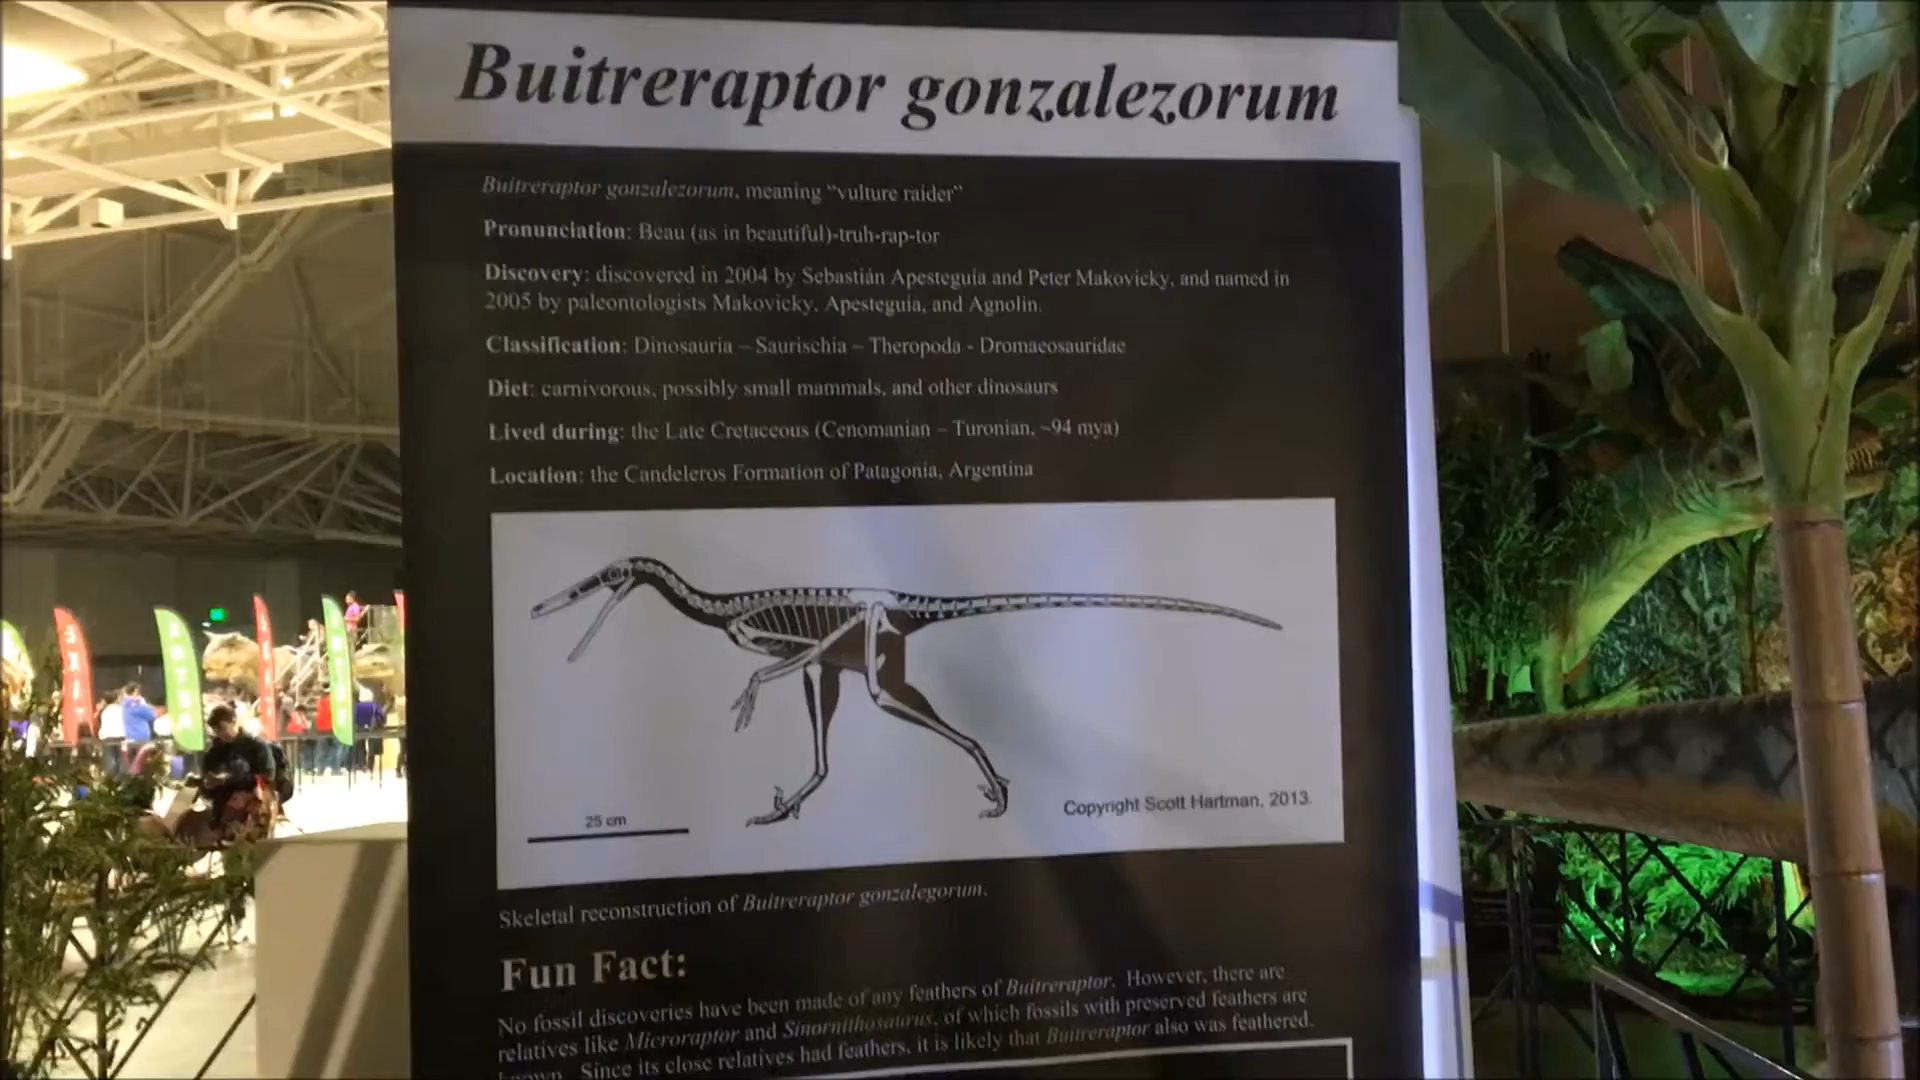 Buitreraptor gonzalezorum
Buitreraptor gonzalezorum, meaning “vulture raider”
Pronunciation: Beau (as in beautiful)-truh-rap-tor
Discovery: discovered in 2004 by Sebastián Apesteguía and Peter Makovicky, and named in
2005 by paleontologists Makovicky, Apesteguía, and Agnolin.
Classification: Dinosauria – Saurischia – Theropoda - Dromaeosauridae
Diet: carnivorous, possibly small mammals, and other dinosaurs
Lived during: the Late Cretaceous (Cenomanian – Turonian, ~94 mya)
Location: the Candeleros Formation of Patagonia, Argentina
25 cm
Copyright Scott Hartman, 2013.
Skeletal reconstruction of Buitreraptor gonzalegorum.
Fun Fact:
No fossil discoveries have been made of any feathers of Buitreraptor. However, there are
relatives like Microraptor and Sinornithosaurus, of which fossils with preserved feathers are
known. Since its close relatives had feathers, it is likely that Buitreraptor also was feathered.
EXIT
ENTER
EXIT
ENTER